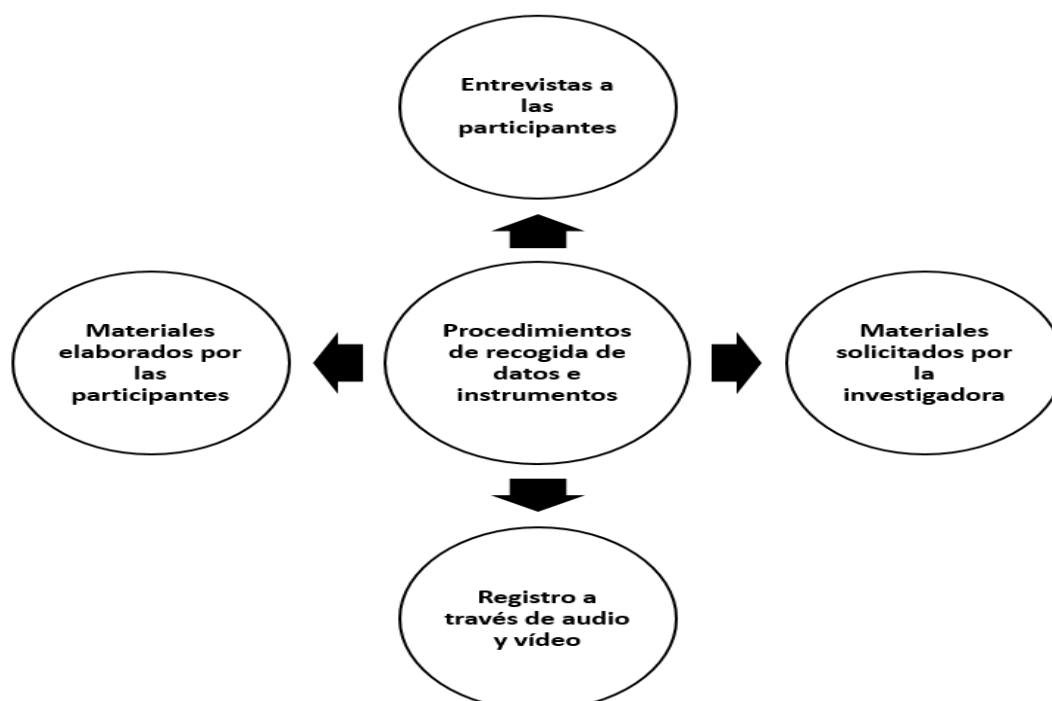 Entrevistas a
las
participantes
Materiales
elaborados por
las
participantes
Procedimientos
de recogida de
datos e
instrumentos
Materiales
solicitados por
la
investigadora
Registro a
través de audio
y vídeo